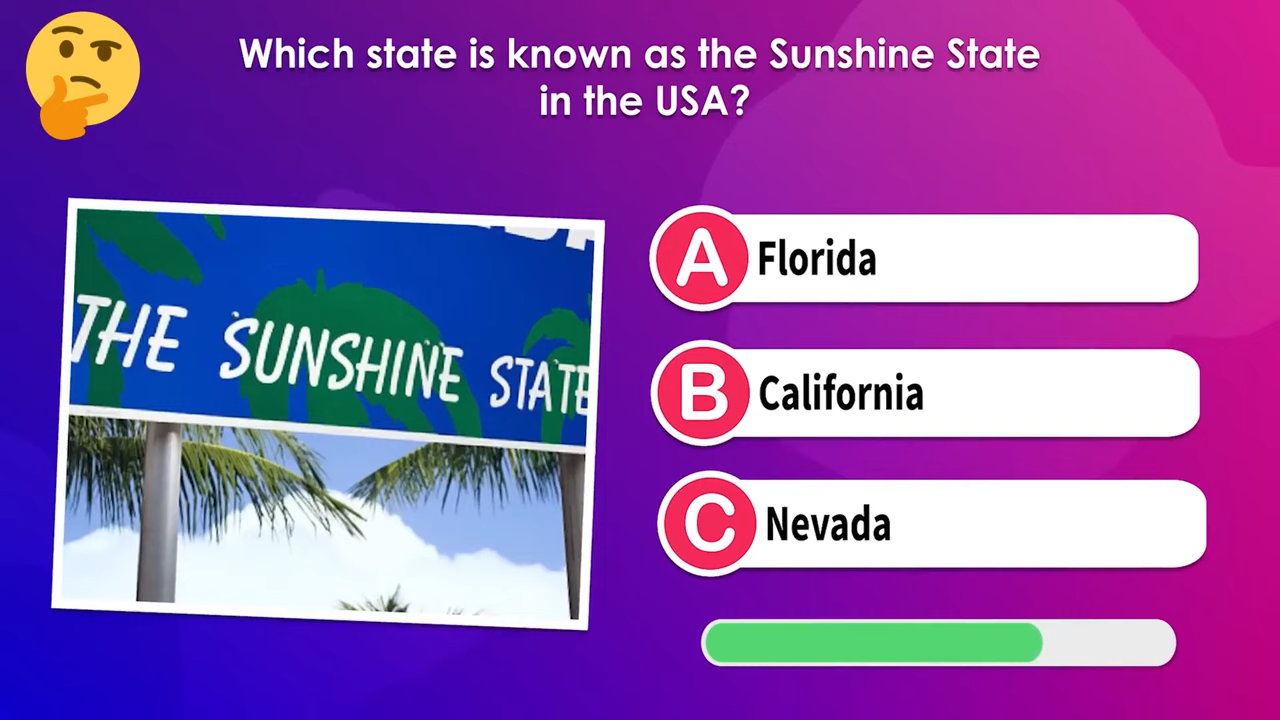 Which state is known as the Sunshine State
in the USA?
THE SUNSHINE STATE
A Florida
B California
C Nevada